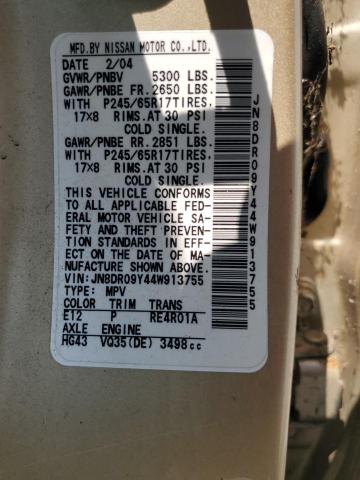 MFD.BY NISSAN MOTOR CO.,LTD.
DATE 2/04
GVWR/PNBV 5300 LBS.
GAWR/PNBE FR.2650 LBS.
WITH P245/65R17TIRES,
17X8 RIMS.AT 30 PSI
COLD SINGLE.
GAWR/PNBE RR.2851 LBS.
WITH P245/65R17TIRES,
17X8 RIMS.AT 30 PSI
COLD SINGLE.
THIS VEHICLE CONFORMS
TO ALL APPLICABLE FED-
ERAL MOTOR VEHICLE SA-
FETY AND THEFT PREVEN-
TION STANDARDS IN EFF-
ECT ON THE DATE OF MA-
NUFACTURE SHOWN ABOVE.
VIN:JN8DR09Y44W913755
TYPE: MPV
COLOR TRIM TRANS
E12 P RE4R01A
AXLE ENGINE
HG43 VQ35(DE) 3498cc
JN8DR09Y44W913755